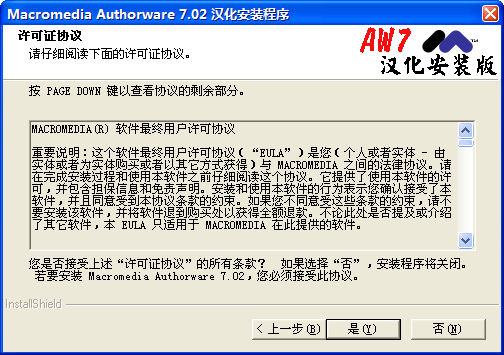 Macromedia Authorware 7.02 汉化安装程序
许可证协议
请仔细阅读下面的许可证协议。
AW7
汉化安装版
按 PAGE DOWN 键以查看协议的剩余部分。
MACROMEDIA(R) 软件最终用户许可协议
重要说明：这个软件最终用户许可协议(“EULA”)是您(个人或者实体 - 由
实体或者为实体购买或者以其它方式获得)与 MACROMEDIA 之间的法律协议。请
在完成安装过程和使用本软件之前仔细阅读这个协议。它提供了使用本软件的许
可，并包含担保信息和免责声明。安装和使用本软件的行为表示您确认接受了本
软件，并且同意受到本协议条款的约束。如果您不同意受这些条款的约束，请不
要安装该软件，并将软件退到购买处以获得全额退款。不论此处是否提及或介绍
了其它软件，本 EULA 只适用于 MACROMEDIA 在此提供的软件。
您是否接受上述“许可证协议”的所有条款？ 如果选择“否”，安装程序将关闭。
若要安装 Macromedia Authorware 7.02，您必须接受此协议。
InstallShield
< 上一步(B)
是(Y)
否(N)